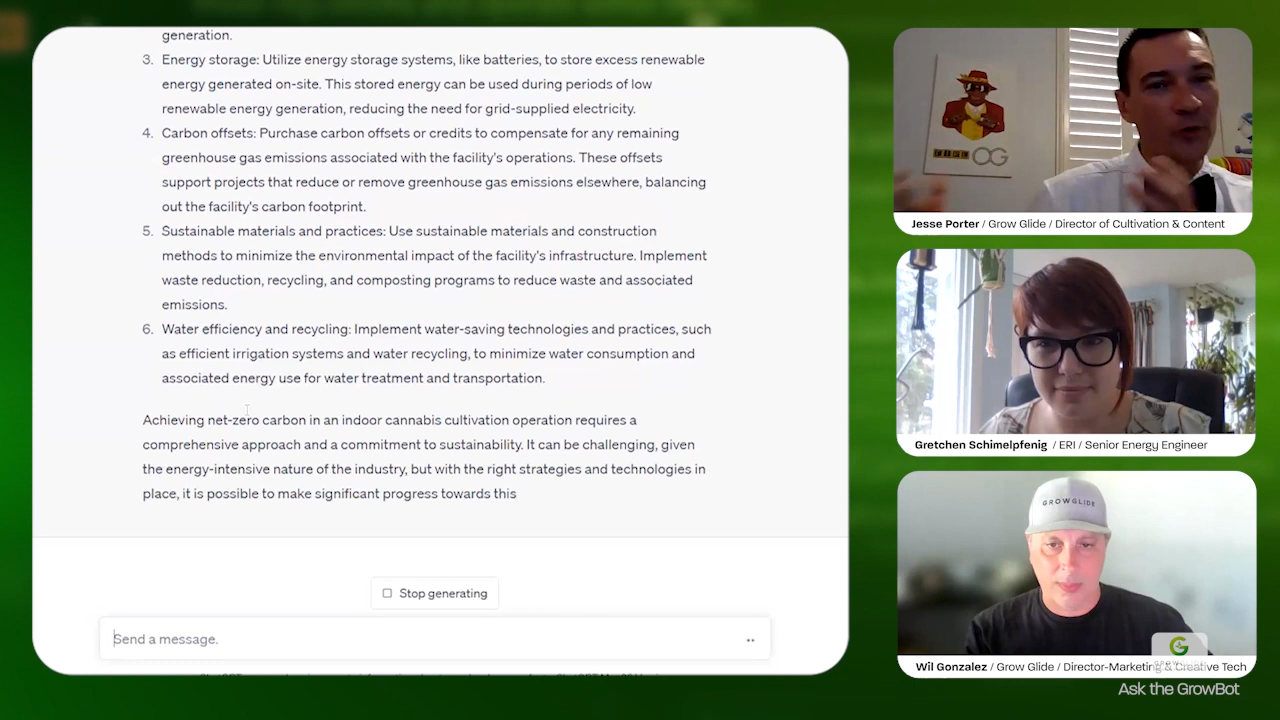 generation.
3. Energy storage: Utilize energy storage systems, like batteries, to store excess renewable
energy generated on-site. This stored energy can be used during periods of low
renewable energy generation, reducing the need for grid-supplied electricity.
4. Carbon offsets: Purchase carbon offsets or credits to compensate for any remaining
greenhouse gas emissions associated with the facility's operations. These offsets
support projects that reduce or remove greenhouse gas emissions elsewhere, balancing
out the facility's carbon footprint.
5. Sustainable materials and practices: Use sustainable materials and construction
methods to minimize the environmental impact of the facility's infrastructure. Implement
waste reduction, recycling, and composting programs to reduce waste and associated
emissions.
6. Water efficiency and recycling: Implement water-saving technologies and practices, such
as efficient irrigation systems and water recycling, to minimize water consumption and
associated energy use for water treatment and transportation.
Achieving net-zero carbon in an indoor cannabis cultivation operation requires a
comprehensive approach and a commitment to sustainability. It can be challenging, given
the energy-intensive nature of the industry, but with the right strategies and technologies in
place, it is possible to make significant progress towards this
Stop generating
Send a message.
OG
Jesse Porter / Grow Glide / Director of Cultivation & Content
Gretchen Schimelpfenig / ERI / Senior Energy Engineer
GROWGLIDE
G
Wil Gonzalez / Grow Glide / Director-Marketing & Creative Tech
Ask the GrowBot